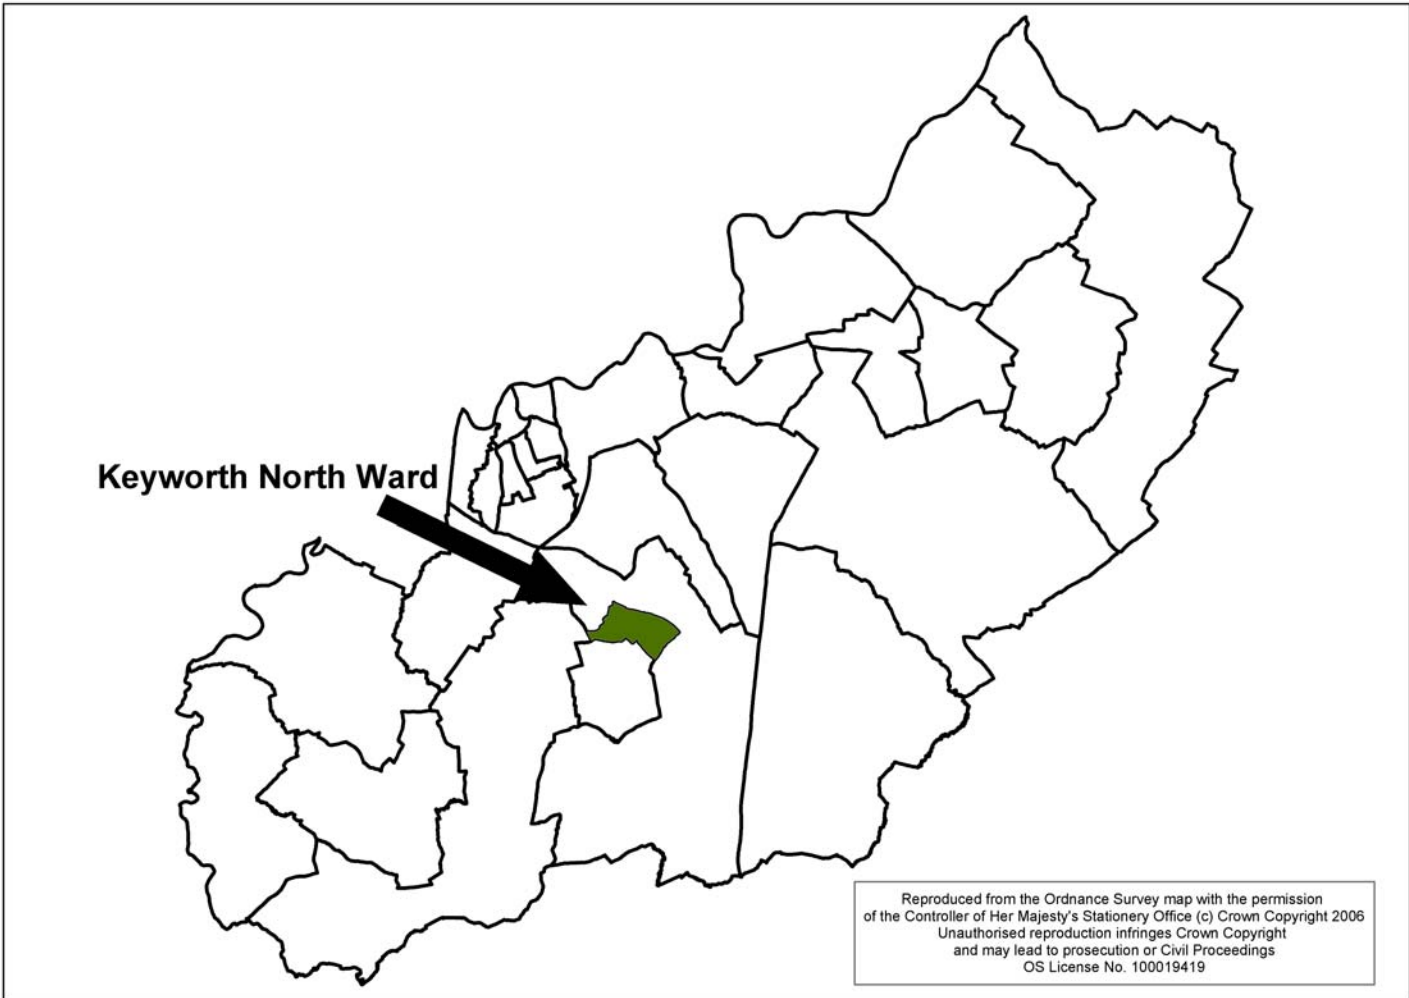 Keyworth North Ward
Reproduced from the Ordnance Survey map with the permission
of the Controller of Her Majesty's Stationery Office (c) Crown Copyright 2006
Unauthorised reproduction infringes Crown Copyright
and may lead to prosecution or Civil Proceedings
OS License No. 100019419